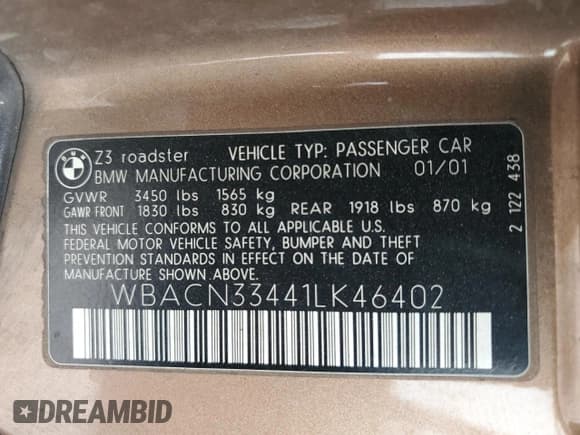 BMW
Z3 roadster VEHICLE TYP: PASSENGER CAR
BMW MANUFACTURING CORPORATION 01/01
GVWR 3450 lbs 1565 kg
GAWR FRONT 1830 lbs 830 kg REAR 1918 lbs 870 kg
THIS VEHICLE CONFORMS TO ALL APPLICABLE U.S.
FEDERAL MOTOR VEHICLE SAFETY, BUMPER AND THEFT
PREVENTION STANDARDS IN EFFECT ON THE DATE OF
MANUFACTURE SHOWN ABOVE.
WBACN33441LK46402
2 122 438
DREAMBID